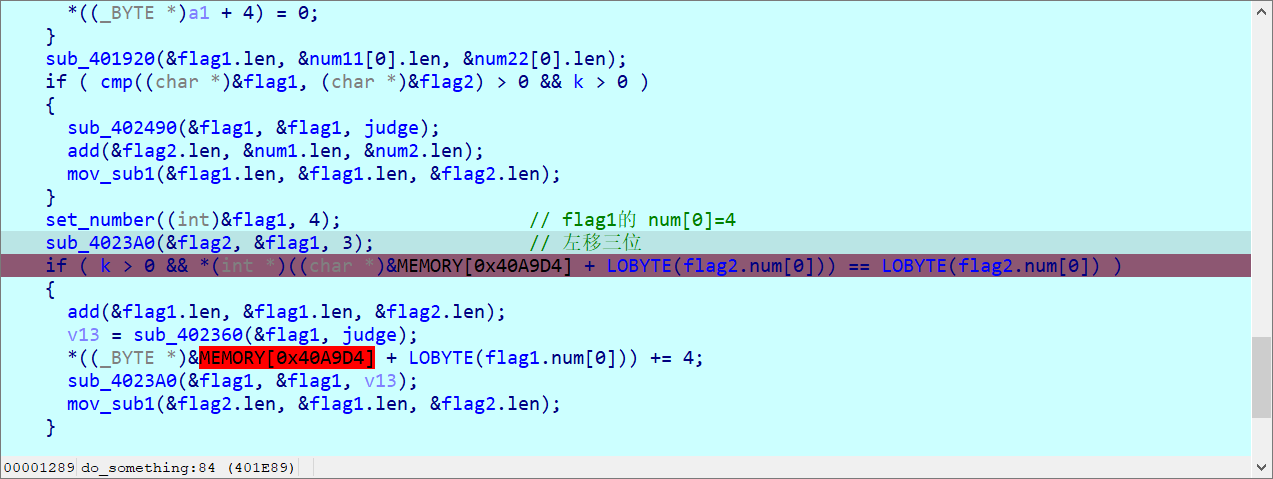 *((_BYTE *)a1 + 4) = 0;
}
sub_401920(&flag1.len, &num11[0].len, &num22[0].len);
if ( cmp((char *)&flag1, (char *)&flag2) > 0 && k > 0 )
{
sub_402490(&flag1, &flag1, judge);
add(&flag2.len, &num1.len, &num2.len);
mov_sub1(&flag1.len, &flag1.len, &flag2.len);
}
set_number((int)&flag1, 4); // flag1的 num[0]=4
sub_4023A0(&flag2, &flag1, 3); // 左移三位
if ( k > 0 && *(int *)((char *)&MEMORY[0x40A9D4] + LOBYTE(flag2.num[0])) == LOBYTE(flag2.num[0]) )
{
add(&flag1.len, &flag1.len, &flag2.len);
v13 = sub_402360(&flag1, judge);
*((_BYTE *)&MEMORY[0x40A9D4] + LOBYTE(flag1.num[0])) += 4;
sub_4023A0(&flag1, &flag1, v13);
mov_sub1(&flag2.len, &flag1.len, &flag2.len);
}
00001289 do_something:84 (401E89)